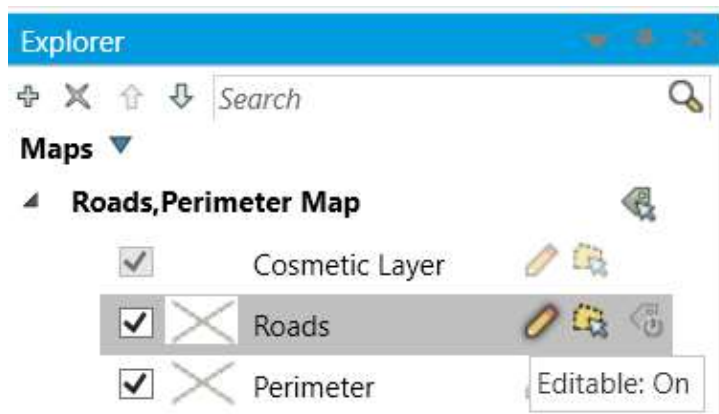 Explorer
Search
Maps
Roads,Perimeter Map
Cosmetic Layer
Roads
Perimeter
Editable: On